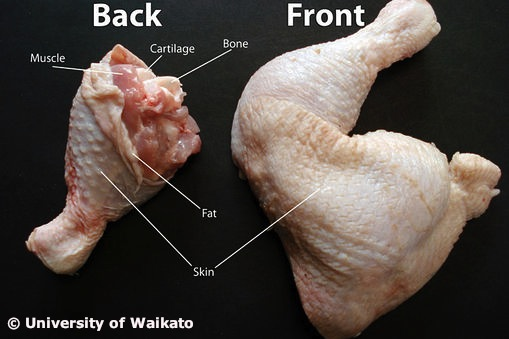 Back
Front
Muscle
Cartilage
Bone
Fat
Skin
© University of Waikato